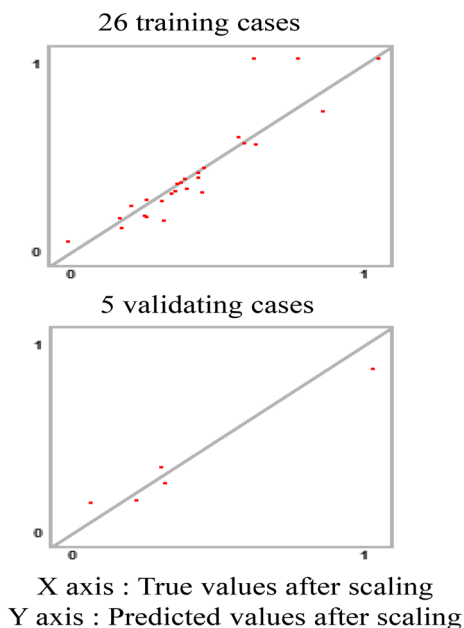 26 training cases
1
0
0 1
5 validating cases
1
0
0 1
X axis : True values after scaling
Y axis : Predicted values after scaling